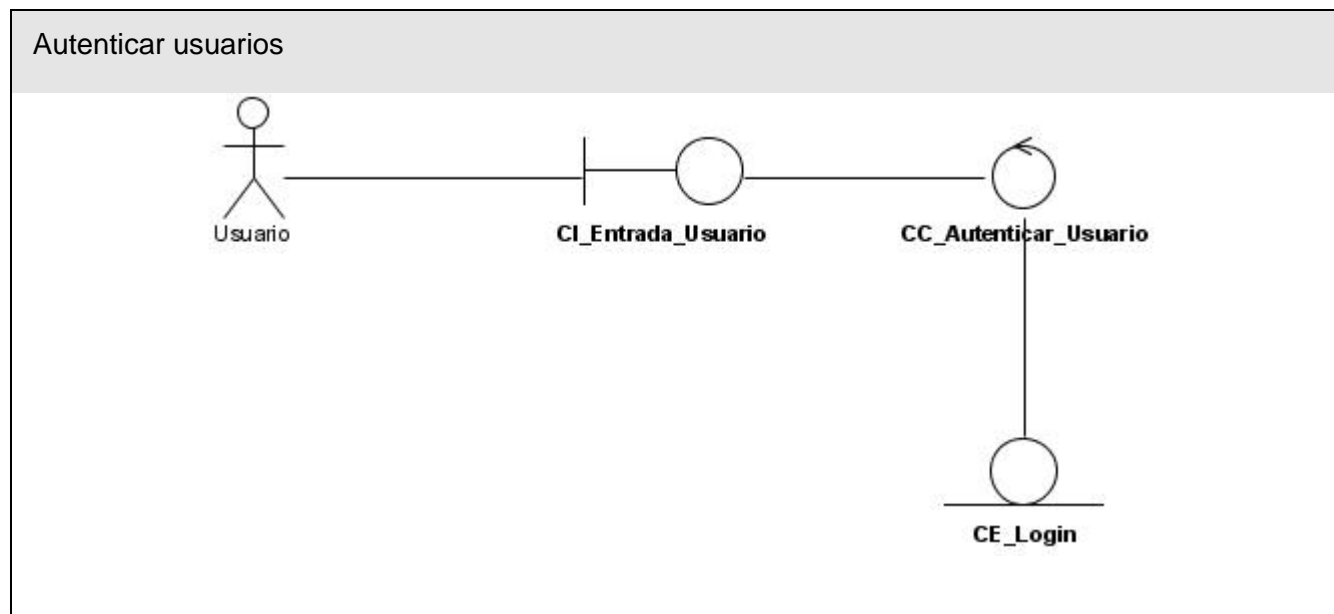 Autenticar usuarios
Usuario
CI_Entrada_Usuario
CC_Autenticar_Usuario
CE_Login